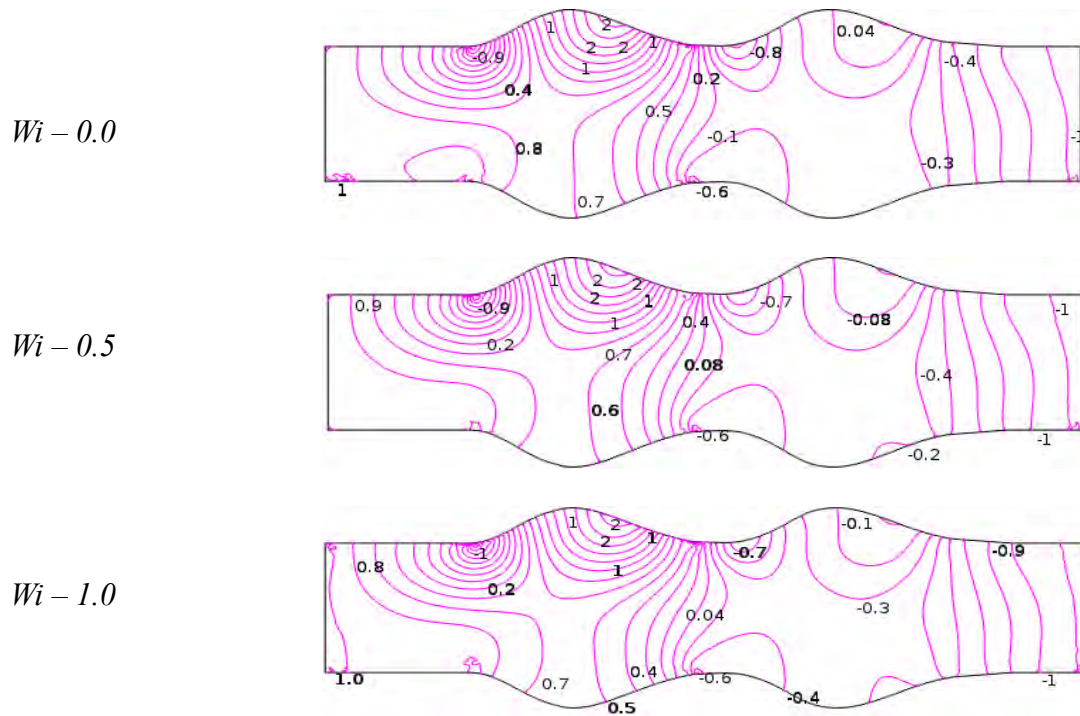 Wi – 0.0
1 2 0.04
-0.9 2 2 1 -0.8 -0.4
0.4 1 0.2
0.5
0.8 -0.1 -1
-0.3
1 0.7 -0.6
Wi – 0.5
0.9 1 2 2 -0.7 -1
-0.9 2 1 -0.08
0.2 1 0.4
0.7 0.08 -0.4
0.6
-0.6 -0.2 -1
Wi – 1.0
1 2 -0.1
-1 2 1 -0.7 -0.9
0.8 0.2 1
0.04 -0.3
0.7 0.4 -0.6 -1
1.0 0.5 -0.4